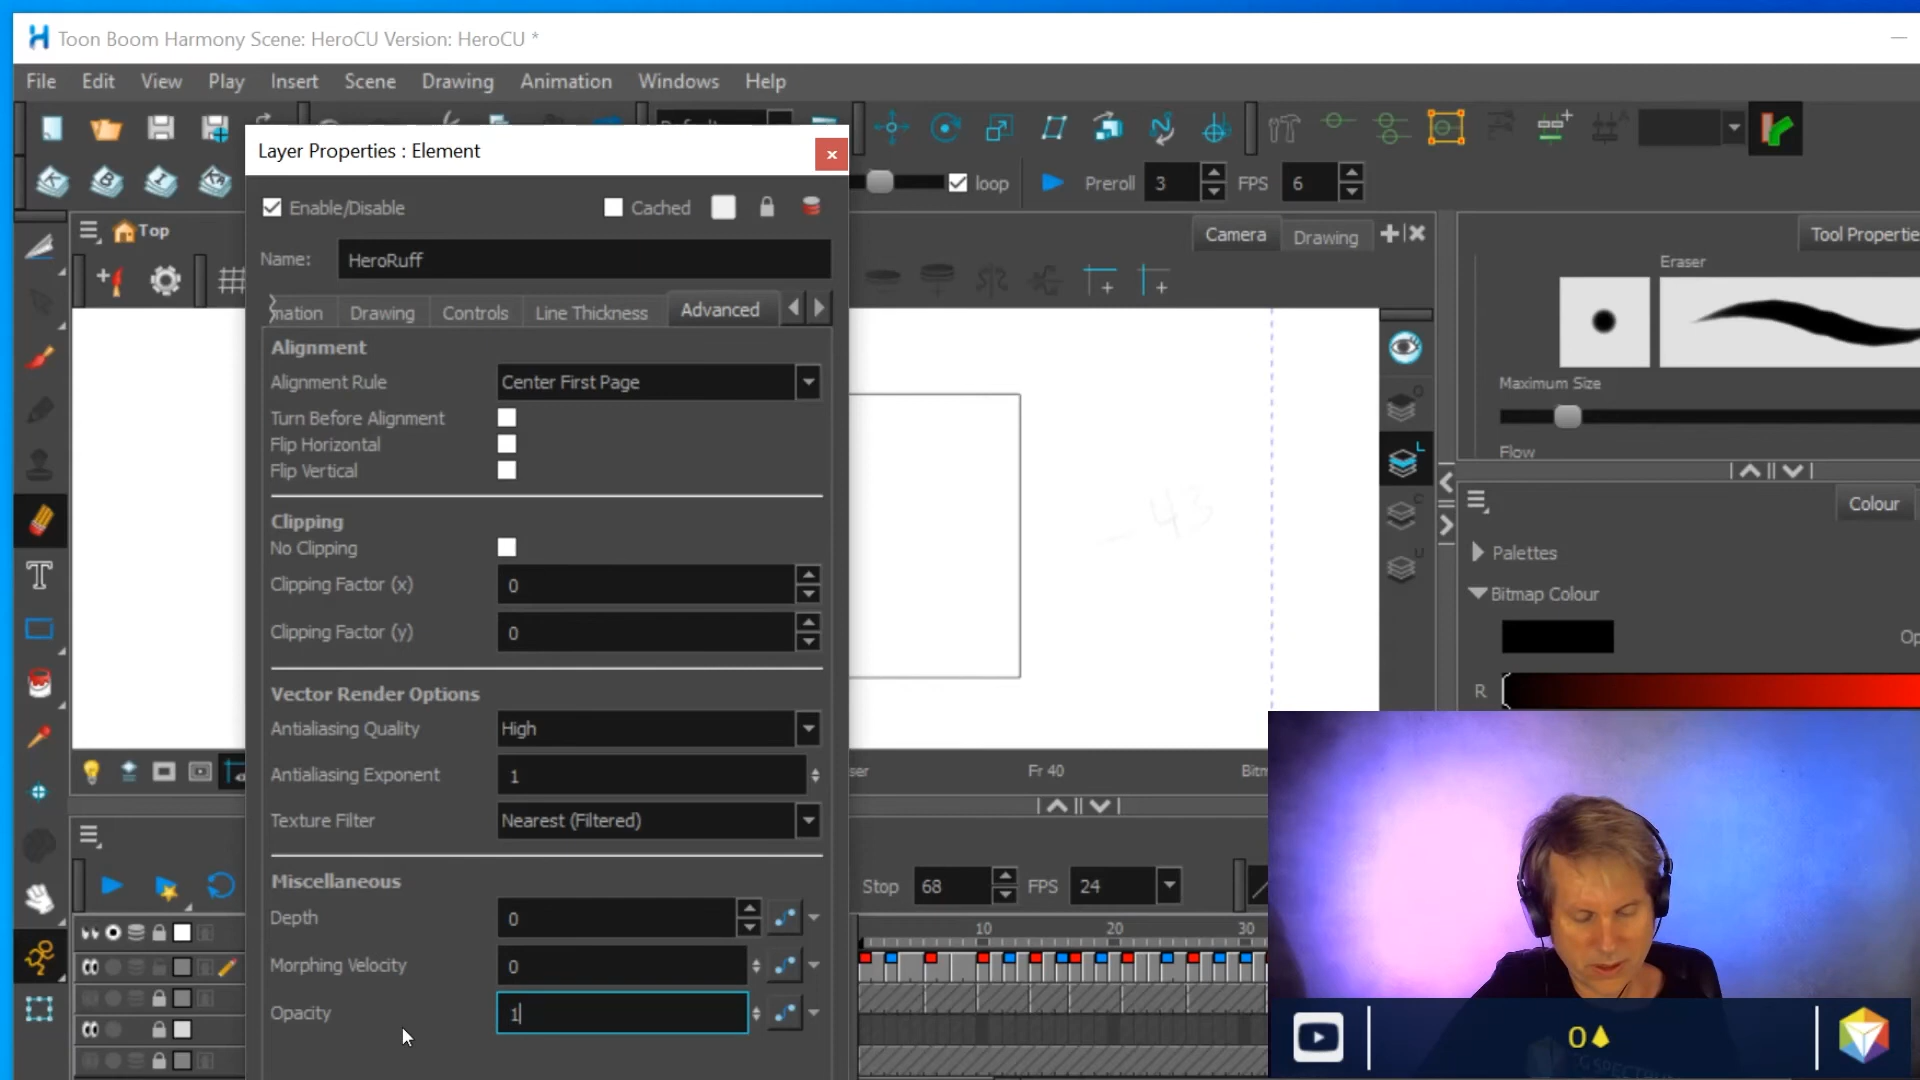 Toon Boom Harmony Scene: HeroCU Version: HeroCU *
File Edit View Play Insert Scene Drawing Animation Windows Help
Layer Properties : Element
loop Preroll 3 FPS 6
Enable/Disable Cached
Top
Camera Drawing
Tool Propertie
Name: HeroRuff
Eraser
mation Drawing Controls Line Thickness Advanced
Alignment
Alignment Rule Center First Page
Maximum Size
Turn Before Alignment
Flip Horizontal
Flow
Flip Vertical
43
Colour
Clipping
No Clipping
Palettes
Clipping Factor (x) 0
Bitmap Colour
Clipping Factor (y) 0
Op
R
Vector Render Options
Antialiasing Quality High
Antialiasing Exponent 1
ser Fr 40 Bitm
Texture Filter Nearest (Filtered)
Miscellaneous
Stop 68 FPS 24
Depth 0
10 20 30
Morphing Velocity 0
Opacity 1
0